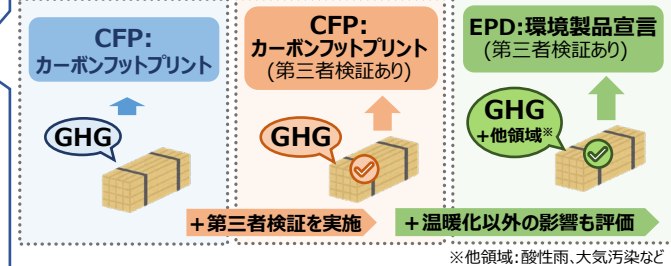 CFP:
カーボンフットプリント
GHG
CFP:
カーボンフットプリント
(第三者検証あり)
GHG
EPD:環境製品宣言
(第三者検証あり)
GHG
+他領域※
+第三者検証を実施
+温暖化以外の影響も評価
※他領域:酸性雨、大気汚染など